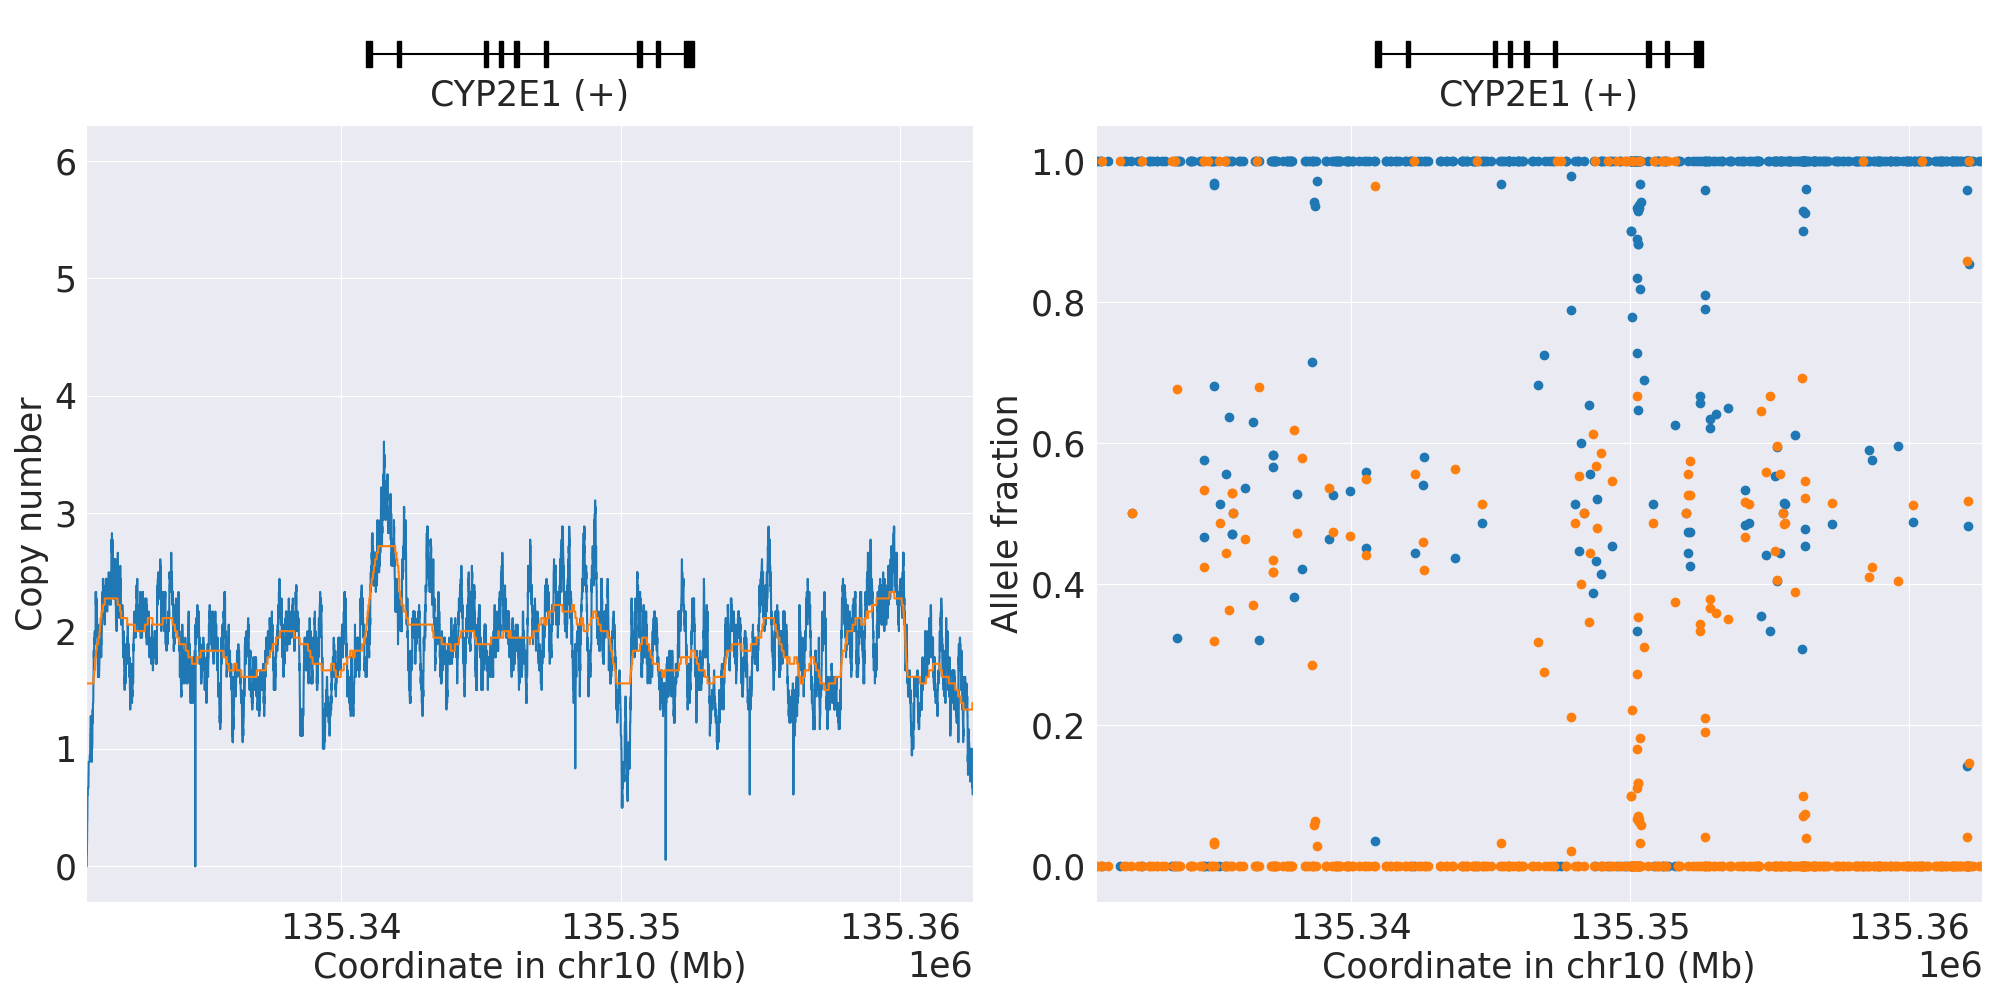 CYP2E1 (+)
6
5
4
3
2
1
0
Copy number
135.34 135.35 135.36
Coordinate in chr10 (Mb)
1e6
CYP2E1 (+)
1.0
0.8
0.6
0.4
0.2
0.0
Allele fraction
135.34 135.35 135.36
Coordinate in chr10 (Mb)
1e6